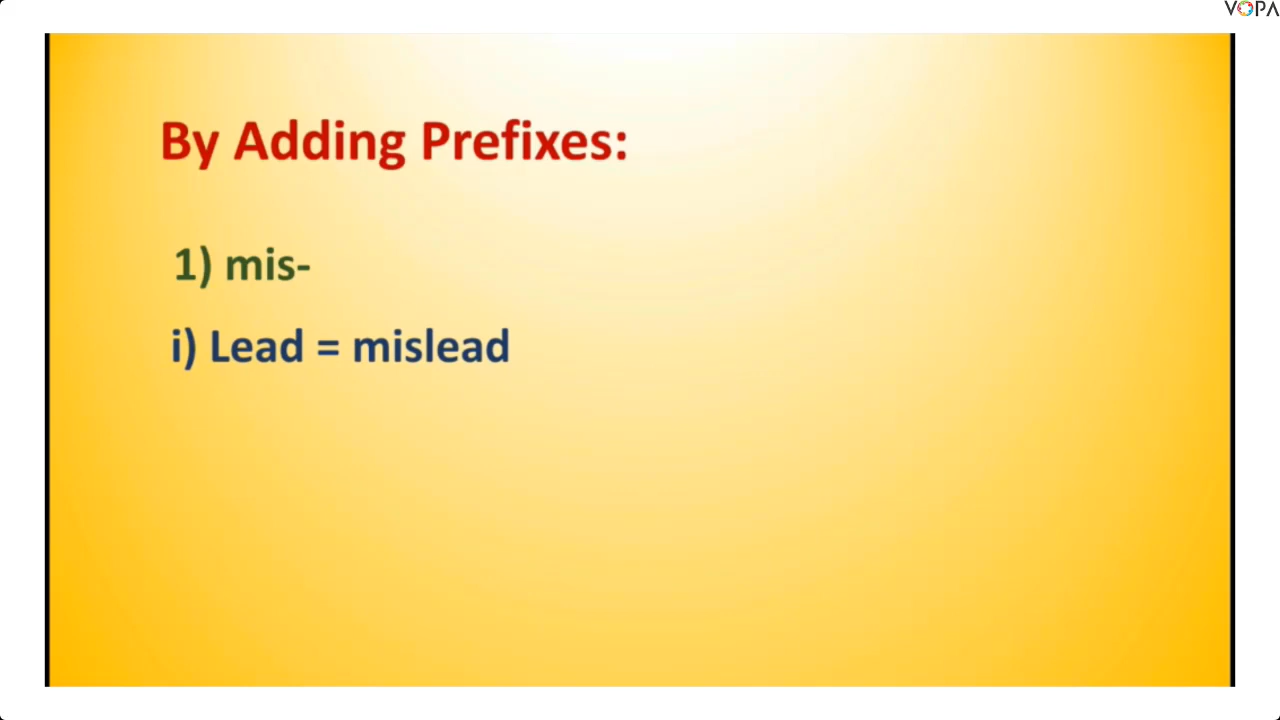 VOPA
By Adding Prefixes:
1) mis-
i) Lead = mislead